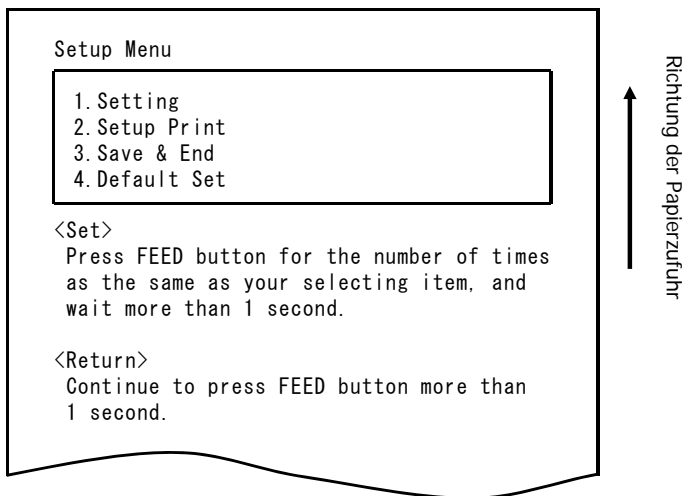 Setup Menu
1.Setting
2.Setup Print
3.Save & End
4.Default Set
<Set>
Press FEED button for the number of times
as the same as your selecting item, and
wait more than 1 second.
<Return>
Continue to press FEED button more than
1 second.
Richtung der Papierzufuhr